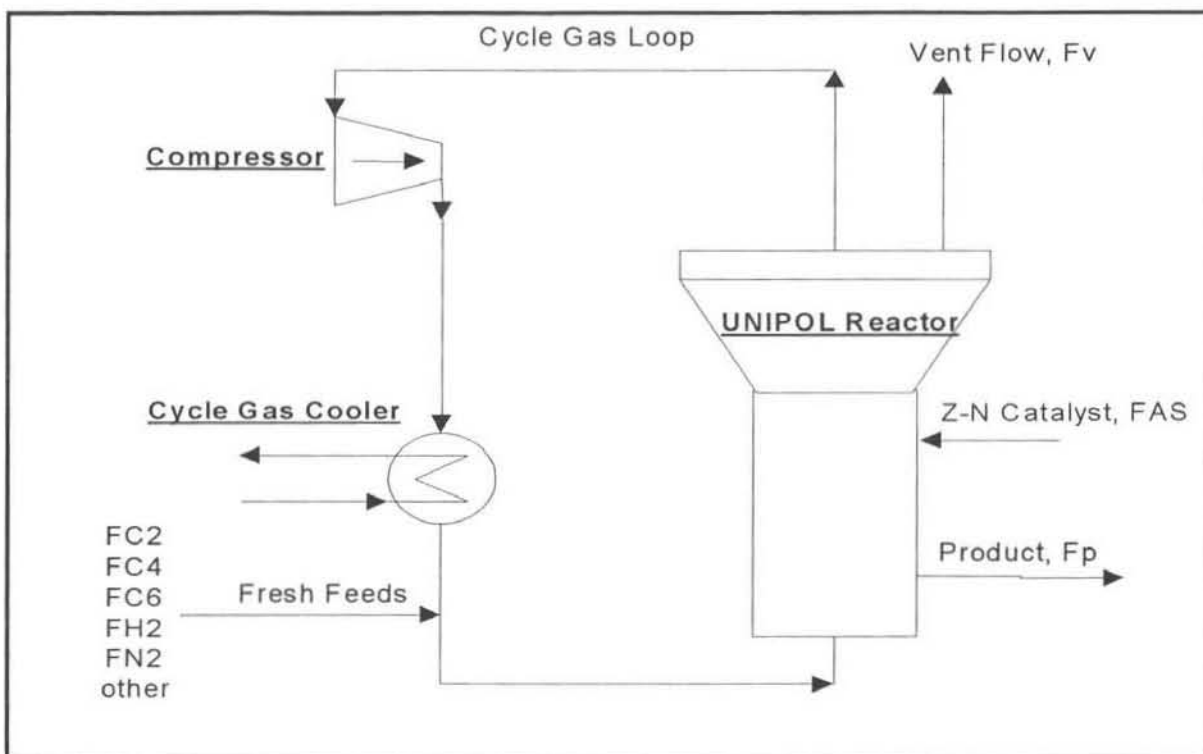 Cycle Gas Loop
Vent Flow, Fv
Compressor
UNIPOL Reactor
Cycle Gas Cooler
Z-N Catalyst, FAS
FC2
FC4
FC6
FH2
FN2
other
Fresh Feeds
Product, Fp